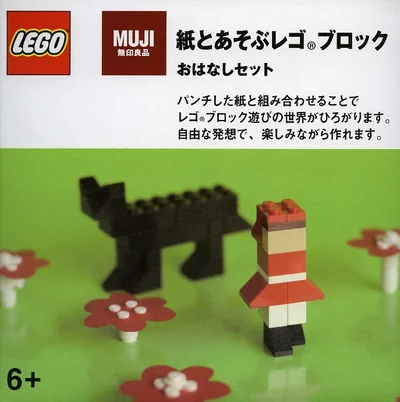 LEGO
MUJI
無印良品
紙とあそぶレゴ®ブロック
おはなしセット
パンチした紙と組み合わせることで
レゴ®ブロック遊びの世界がひろがります。
自由な発想で、楽しみながら作れます。
6+